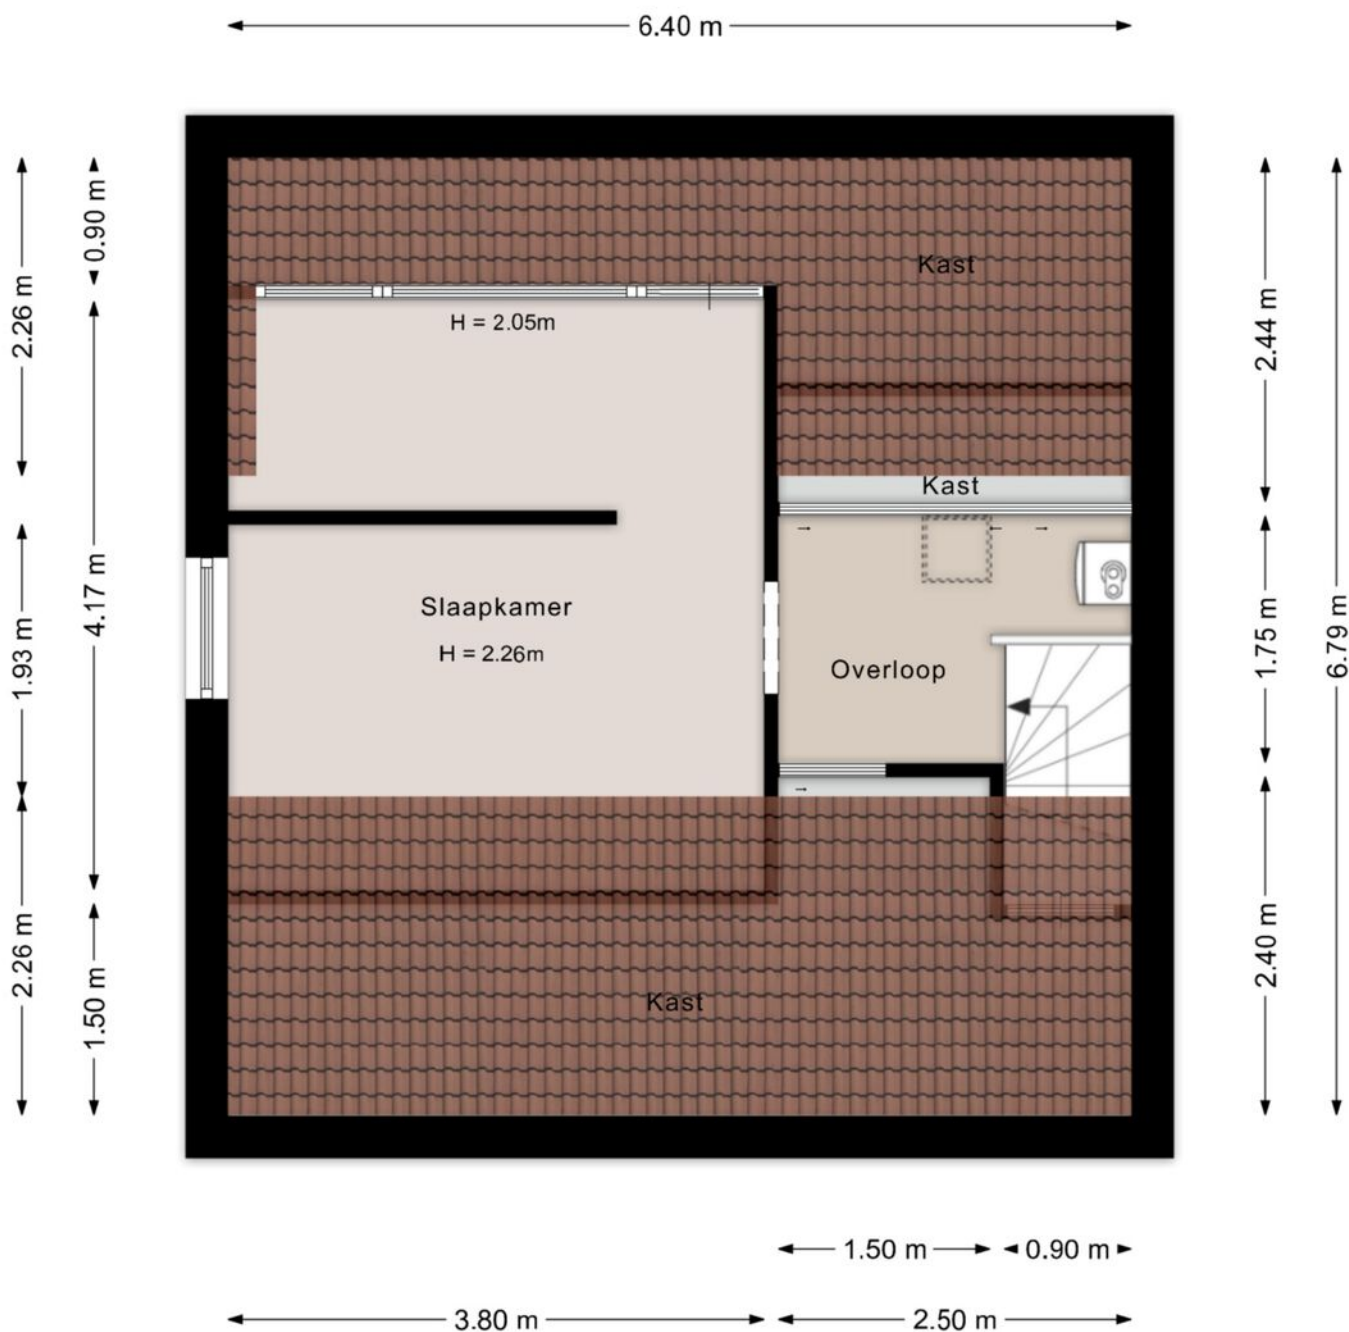 6.40 m
0.90 m
2.26 m
Kast
2.44 m
H = 2.05m
Kast
4.17 m
Slaapkamer
1.93 m
1.75 m
6.79 m
H = 2.26m
Overloop
2.26 m
2.40 m
1.50 m
Kast
1.50 m
0.90 m
3.80 m
2.50 m